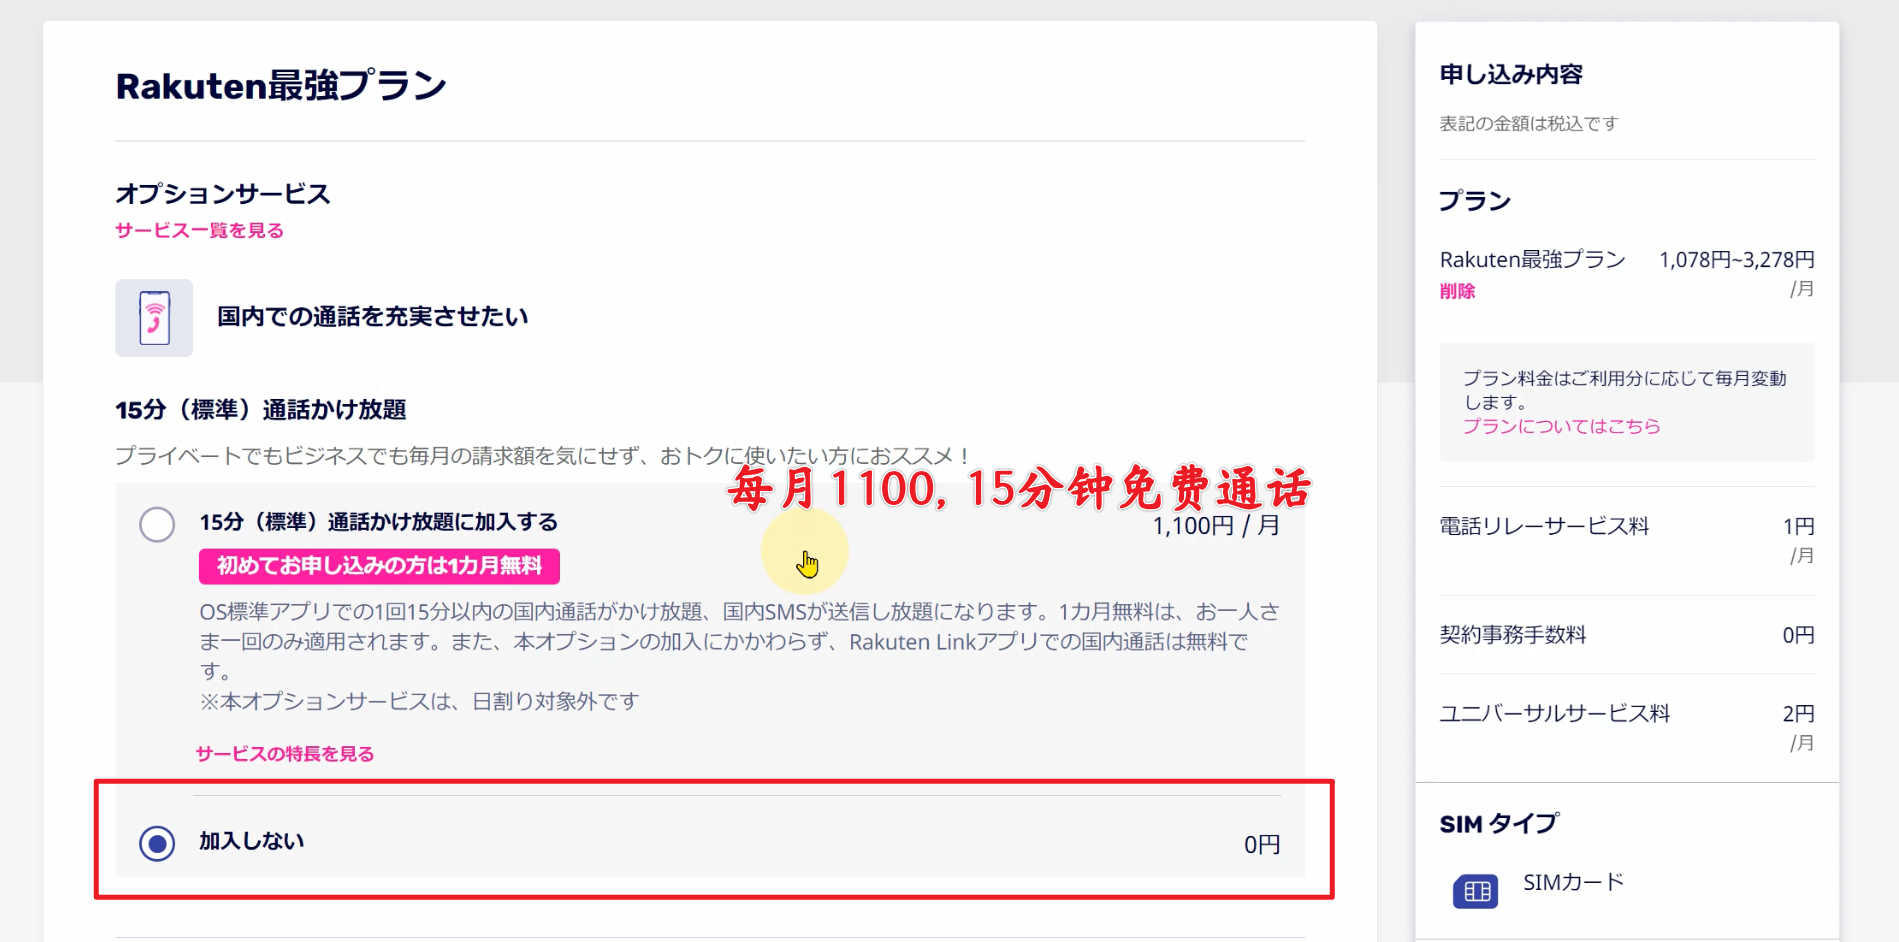 Rakuten最強プラン
オプションサービス
サービス一覧を見る
国内での通話を充実させたい
15分（標準）通話かけ放題
プライベートでもビジネスでも毎月の請求額を気にせず、おトクに使いたい方におススメ！
每月1100, 15分钟免费通话
15分（標準）通話かけ放題に加入する
1,100円 / 月
初めてお申し込みの方は1カ月無料
OS標準アプリでの1回15分以内の国内通話がかけ放題、国内SMSが送信し放題になります。1カ月無料は、お一人さ
ま一回のみ適用されます。また、本オプションの加入にかかわらず、Rakuten Linkアプリでの国内通話は無料で
す。
※本オプションサービスは、日割り対象外です
サービスの特長を見る
加入しない
0円
申し込み内容
表記の金額は税込です
プラン
Rakuten最強プラン 1,078円~3,278円
削除 /月
プラン料金はご利用分に応じて毎月変動
します。
プランについてはこちら
電話リレーサービス料 1円
/月
契約事務手数料 0円
ユニバーサルサービス料 2円
/月
SIM タイプ
SIMカード